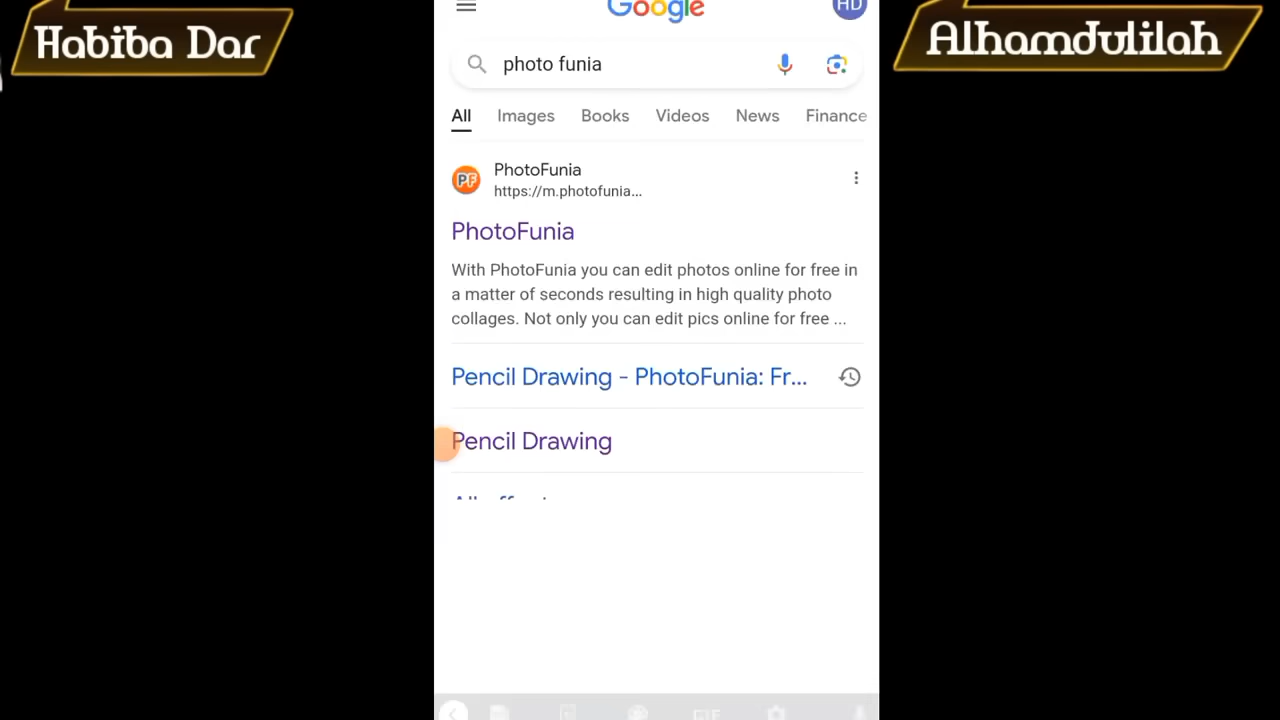 Habiba Dar
Alhamdulilah
Google
HD
photo funia
All Images Books Videos News Finance
PF
PhotoFunia
https://m.photofunia...
PhotoFunia
With PhotoFunia you can edit photos online for free in
a matter of seconds resulting in high quality photo
collages. Not only you can edit pics online for free ...
Pencil Drawing - PhotoFunia: Fr...
Pencil Drawing
GIF